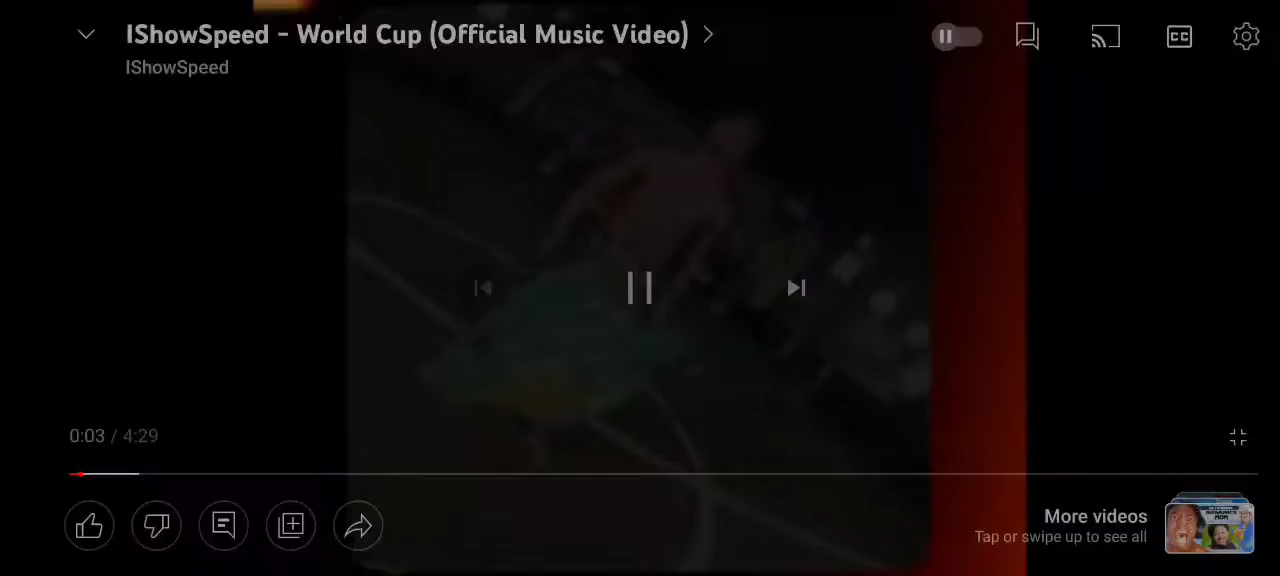 IShowSpeed - World Cup (Official Music Video)
IShowSpeed
CC
0:03 / 4:29
More videos
Tap or swipe up to see all